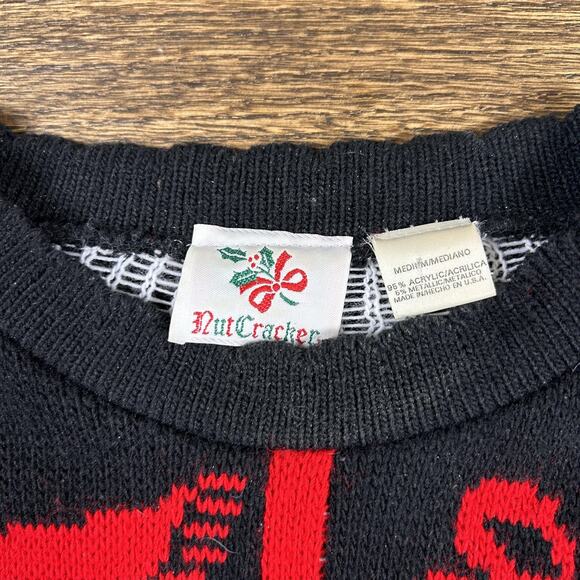 NutCracker
MEDIUM/MEDIANO
95% ACRYLIC/ACRILICA
5% METALLIC/METALICO
MADE IN/HECHO EN U.S.A.